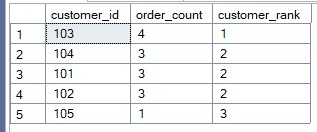 customer_id order_count customer_rank
1 103 4 1
2 104 3 2
3 101 3 2
4 102 3 2
5 105 1 3